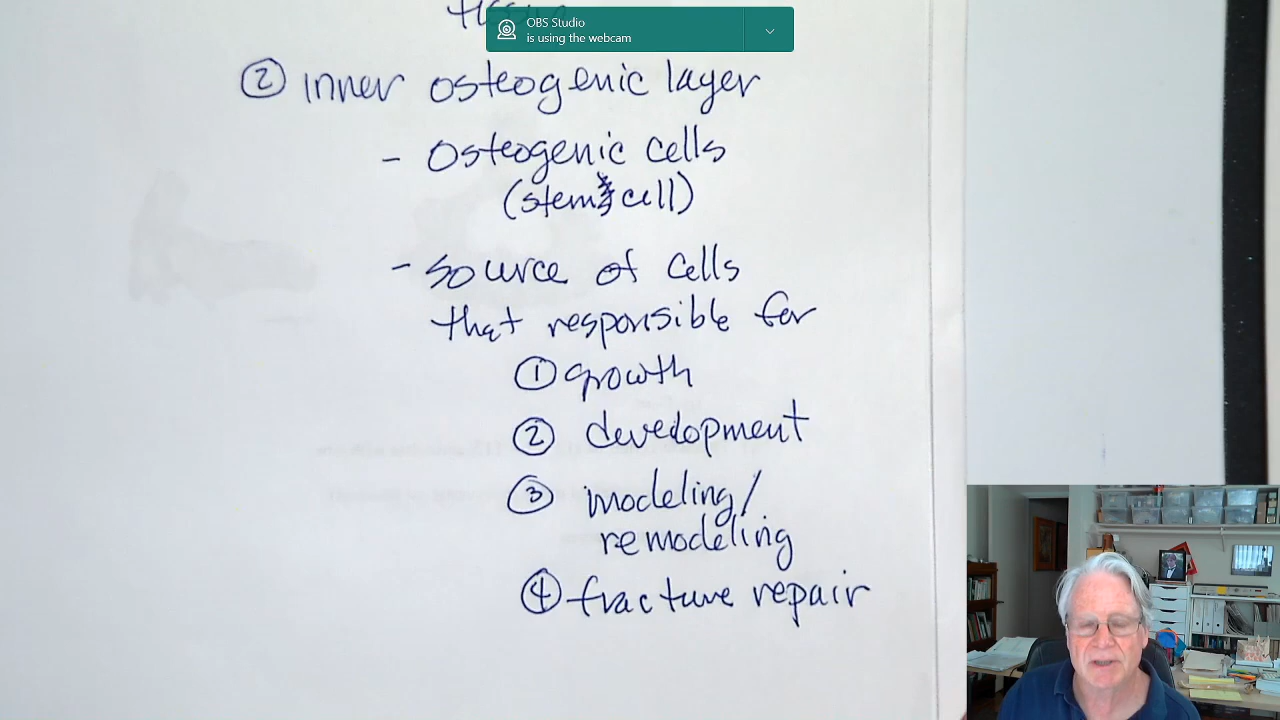 tissue
OBS Studio
is using the webcam
② inner osteogenic layer
- Osteogenic cells
(stem cell)
- source of cells
that responsible for
① growth
② development
③ modeling/
remodeling
④ fracture repair